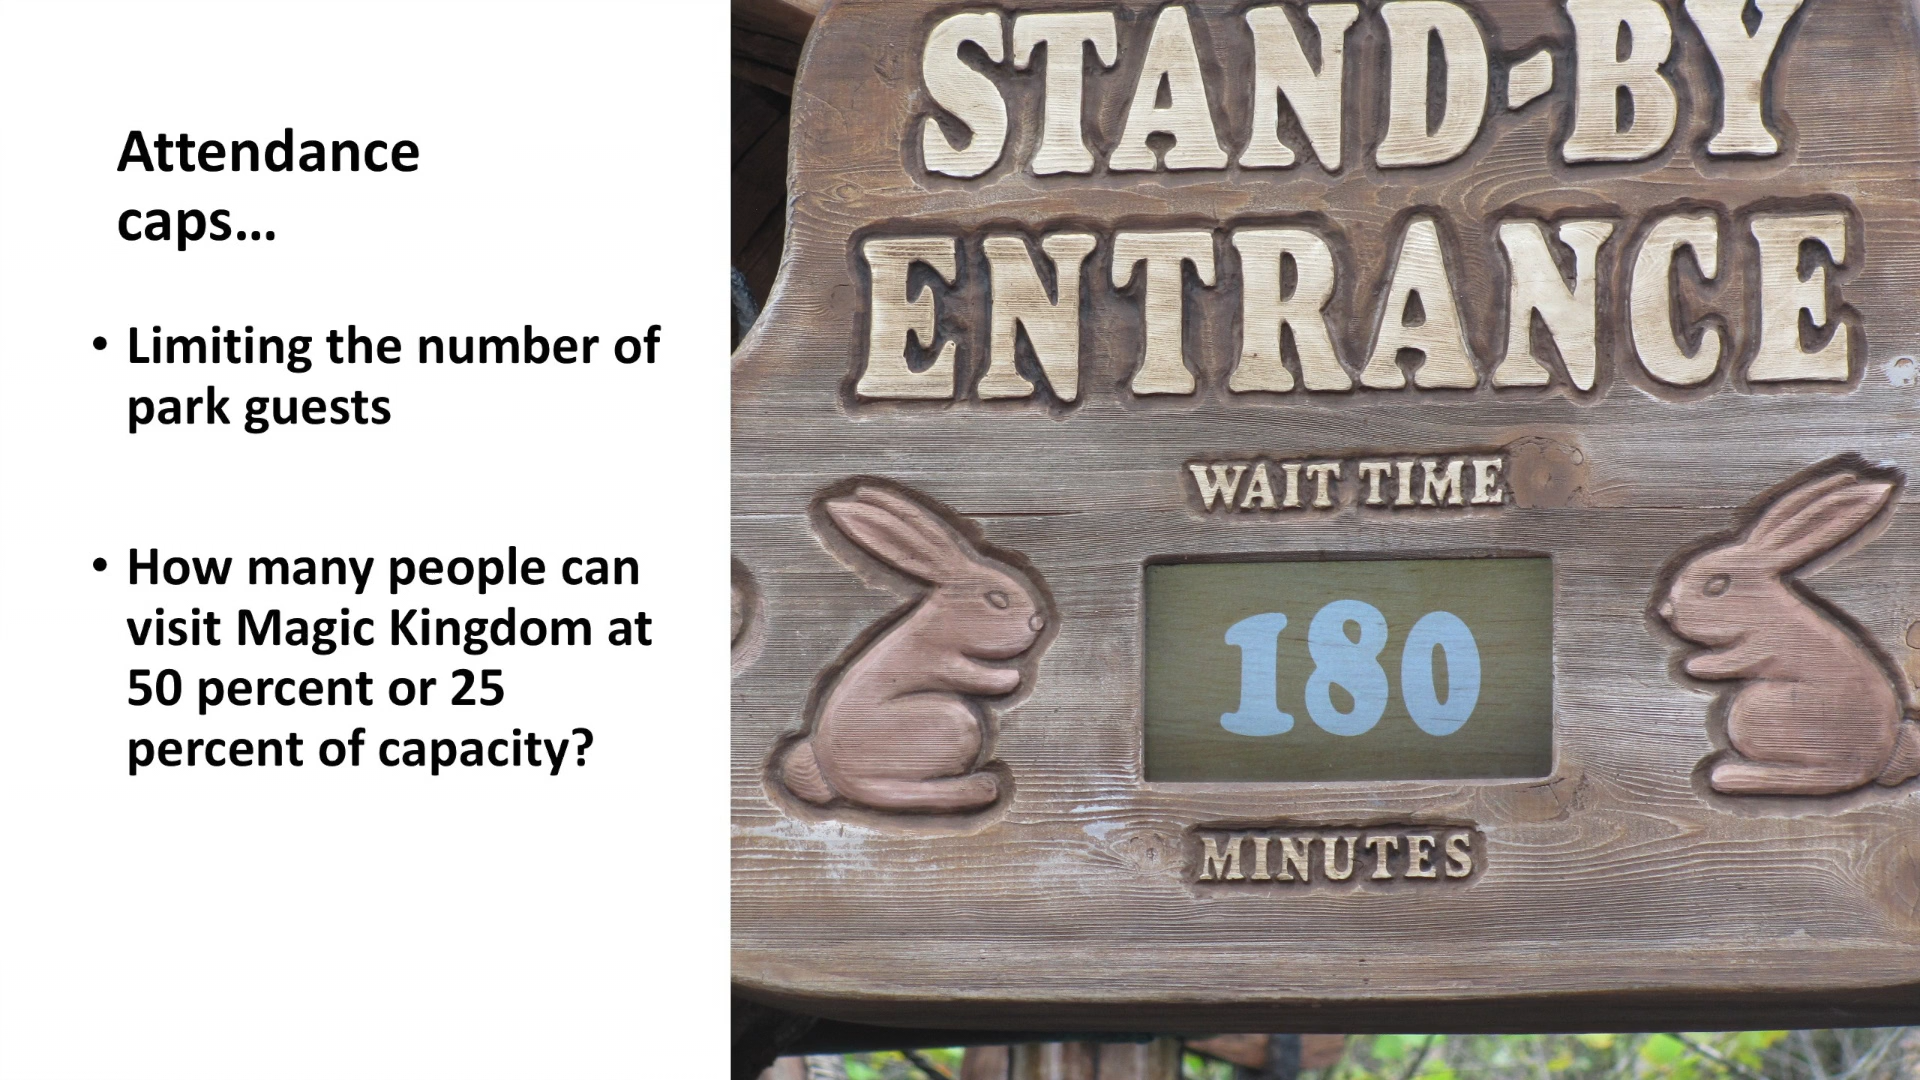 Attendance
caps…
• Limiting the number of
park guests
• How many people can
visit Magic Kingdom at
50 percent or 25
percent of capacity?
STAND-BY
ENTRANCE
WAIT TIME
180
MINUTES